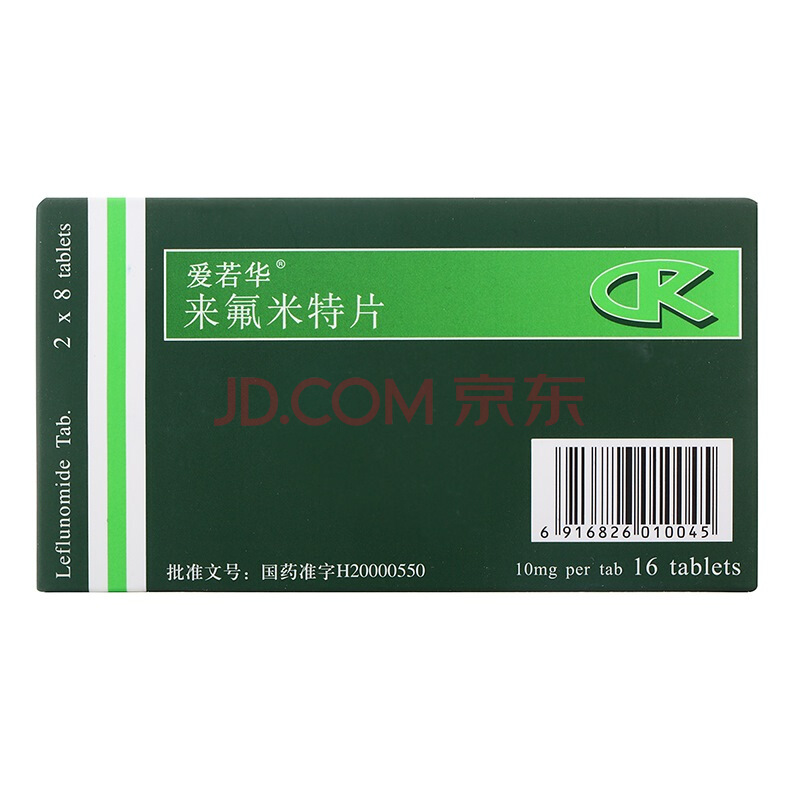 爱若华®
来氟米特片
CR
JD.COM 京东
6 916826 010045
批准文号：国药准字H20000550
10mg per tab 16 tablets
Leflunomide Tab. 2 x 8 tablets